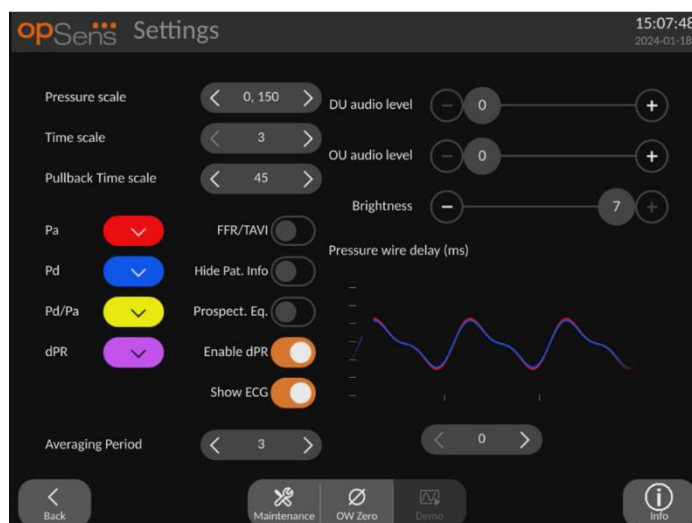 opSens Settings
15:07:48
2024-01-18
Pressure scale
0, 150
Time scale
3
Pullback Time scale
45
DU audio level
0
OU audio level
0
Brightness
7
Pa
Pd
Pd/Pa
dPR
FFR/TAVI
Hide Pat. Info
Prospect. Eq.
Enable dPR
Show ECG
Pressure wire delay (ms)
0
Averaging Period
3
Back
Maintenance
OW Zero
Demo
Info